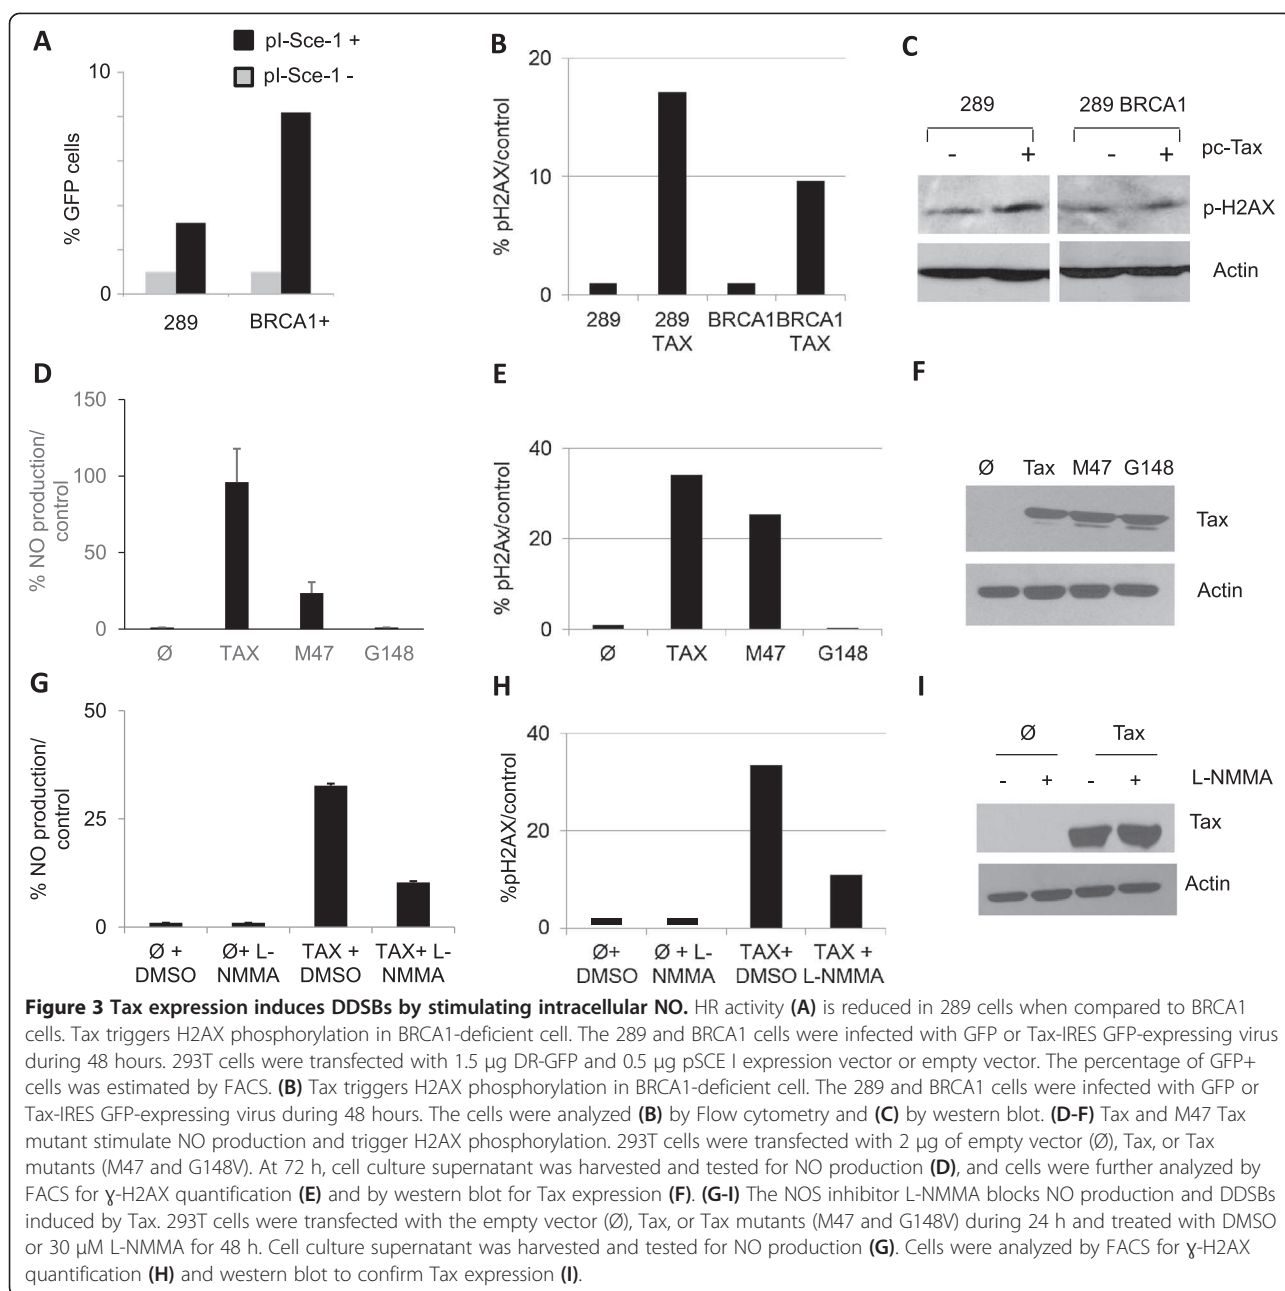 A
pI-Sce-1 +
pI-Sce-1 -
% GFP cells
10
0
289
BRCA1+
B
% pH2AX/control
20
10
0
289
289 TAX
BRCA1
BRCA1 TAX
C
289
289 BRCA1
- + - +
pc-Tax
p-H2AX
Actin
D
% NO production/
control
150
100
50
0
Ø TAX M47 G148
E
% pH2Ax/control
40
20
0
Ø TAX M47 G148
F
Ø Tax M47 G148
Tax
Actin
G
% NO production/
control
50
25
0
Ø + DMSO
Ø+ L-NMMA
TAX + DMSO
TAX+ L-NMMA
H
%pH2AX/control
40
20
0
Ø+ DMSO
Ø + L-NMMA
TAX+ DMSO
TAX + L-NMMA
I
Ø Tax
- + - +
L-NMMA
Tax
Actin
Figure 3 Tax expression induces DDSBs by stimulating intracellular NO. HR activity (A) is reduced in 289 cells when compared to BRCA1
cells. Tax triggers H2AX phosphorylation in BRCA1-deficient cell. The 289 and BRCA1 cells were infected with GFP or Tax-IRES GFP-expressing virus
during 48 hours. 293T cells were transfected with 1.5 μg DR-GFP and 0.5 μg pSCE I expression vector or empty vector. The percentage of GFP+
cells was estimated by FACS. (B) Tax triggers H2AX phosphorylation in BRCA1-deficient cell. The 289 and BRCA1 cells were infected with GFP or
Tax-IRES GFP-expressing virus during 48 hours. The cells were analyzed (B) by Flow cytometry and (C) by western blot. (D-F) Tax and M47 Tax
mutant stimulate NO production and trigger H2AX phosphorylation. 293T cells were transfected with 2 μg of empty vector (Ø), Tax, or Tax
mutants (M47 and G148V). At 72 h, cell culture supernatant was harvested and tested for NO production (D), and cells were further analyzed by
FACS for ɣ-H2AX quantification (E) and by western blot for Tax expression (F). (G-I) The NOS inhibitor L-NMMA blocks NO production and DDSBs
induced by Tax. 293T cells were transfected with the empty vector (Ø), Tax, or Tax mutants (M47 and G148V) during 24 h and treated with DMSO
or 30 μM L-NMMA for 48 h. Cell culture supernatant was harvested and tested for NO production (G). Cells were analyzed by FACS for ɣ-H2AX
quantification (H) and western blot to confirm Tax expression (I).